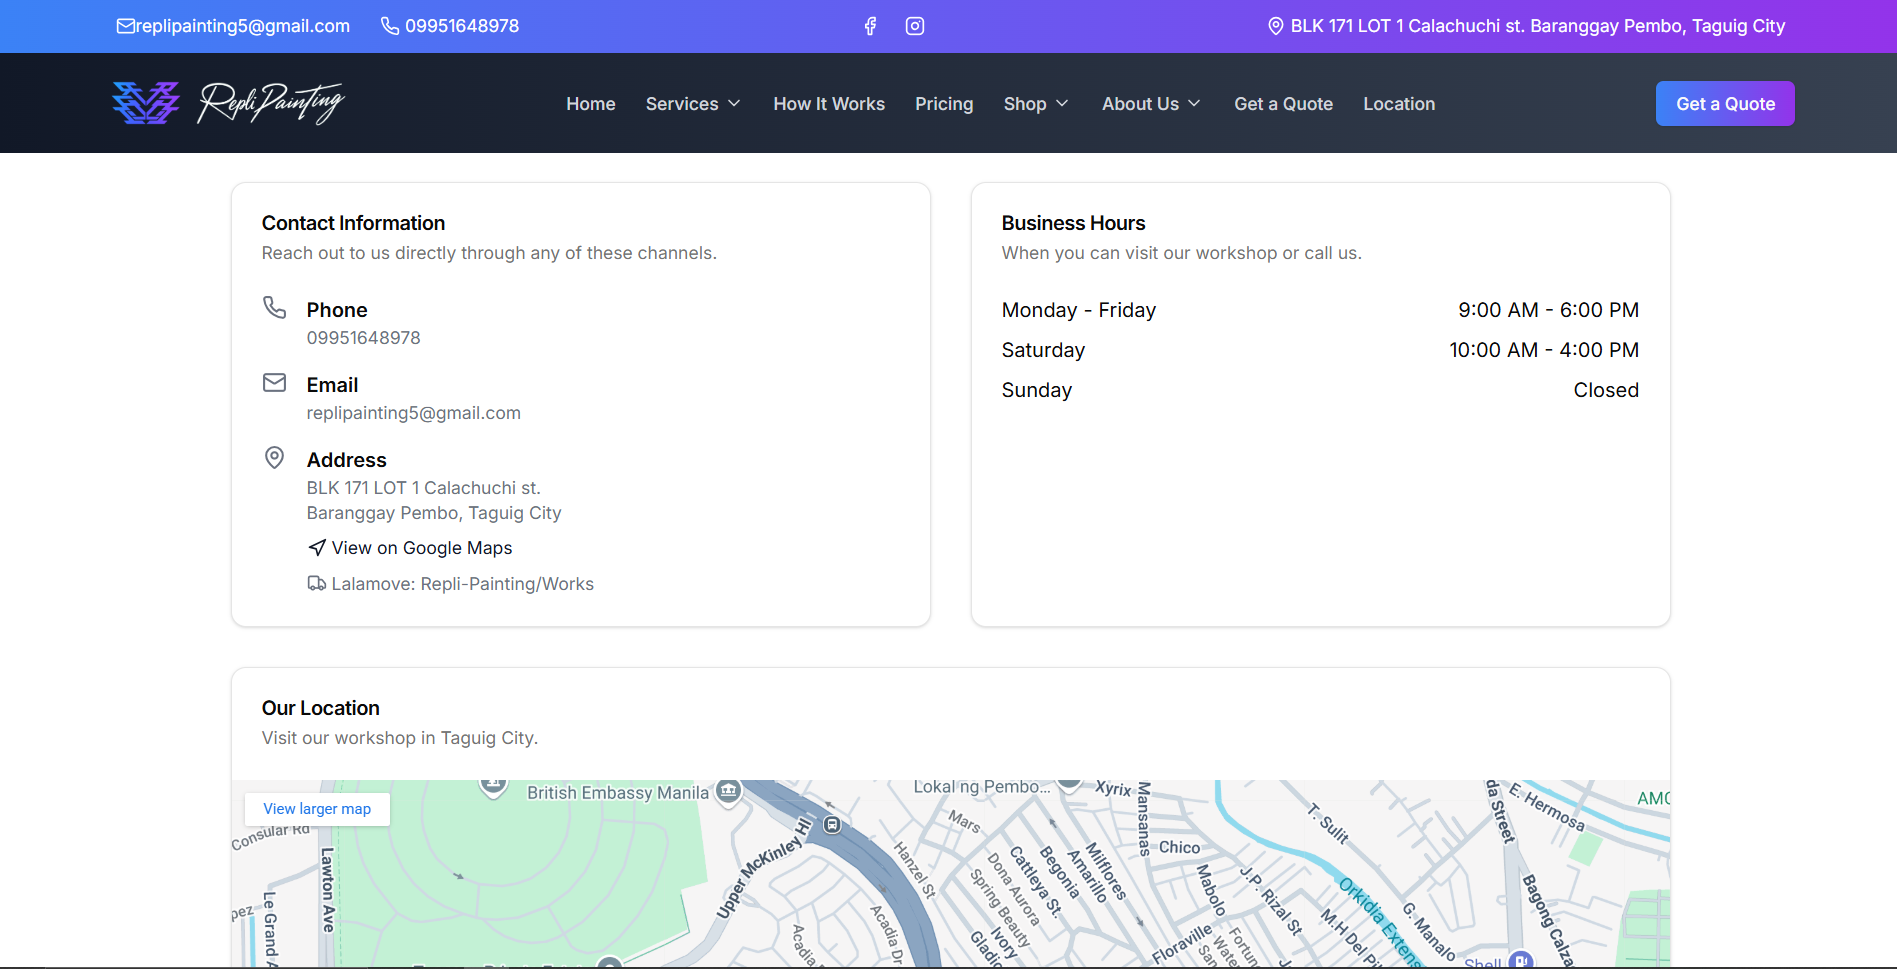 replipainting5@gmail.com
09951648978
BLK 171 LOT 1 Calachuchi st. Baranggay Pembo, Taguig City
RepliPainting
Home
Services
How It Works
Pricing
Shop
About Us
Get a Quote
Location
Get a Quote
Contact Information
Reach out to us directly through any of these channels.
Phone
09951648978
Email
replipainting5@gmail.com
Address
BLK 171 LOT 1 Calachuchi st.
Baranggay Pembo, Taguig City
View on Google Maps
Lalamove: Repli-Painting/Works
Business Hours
When you can visit our workshop or call us.
Monday - Friday 9:00 AM - 6:00 PM
Saturday 10:00 AM - 4:00 PM
Sunday Closed
Our Location
Visit our workshop in Taguig City.
View larger map
British Embassy Manila
Lokal ng Pembo...
Xyrix
Mansanas
da Street
E. Hermosa
AMC
Consular Rd
Lawton Ave
Le Grand A
pez
Upper McKinley Hl
Hanzel St
Mars
Acadia Dr
Acadia
Dona Aurora
Spring Beauty
Cattleya St.
Begonia
Amarillo
Milflores
Chico
Mabolo
T. Sulit
J.P. Rizal St
Orkidia Extens
G. Manalo
M.H Del Pil
Bagong Calza
Ivory
Gladio
Floraville
Fortun
Water
San
Shell